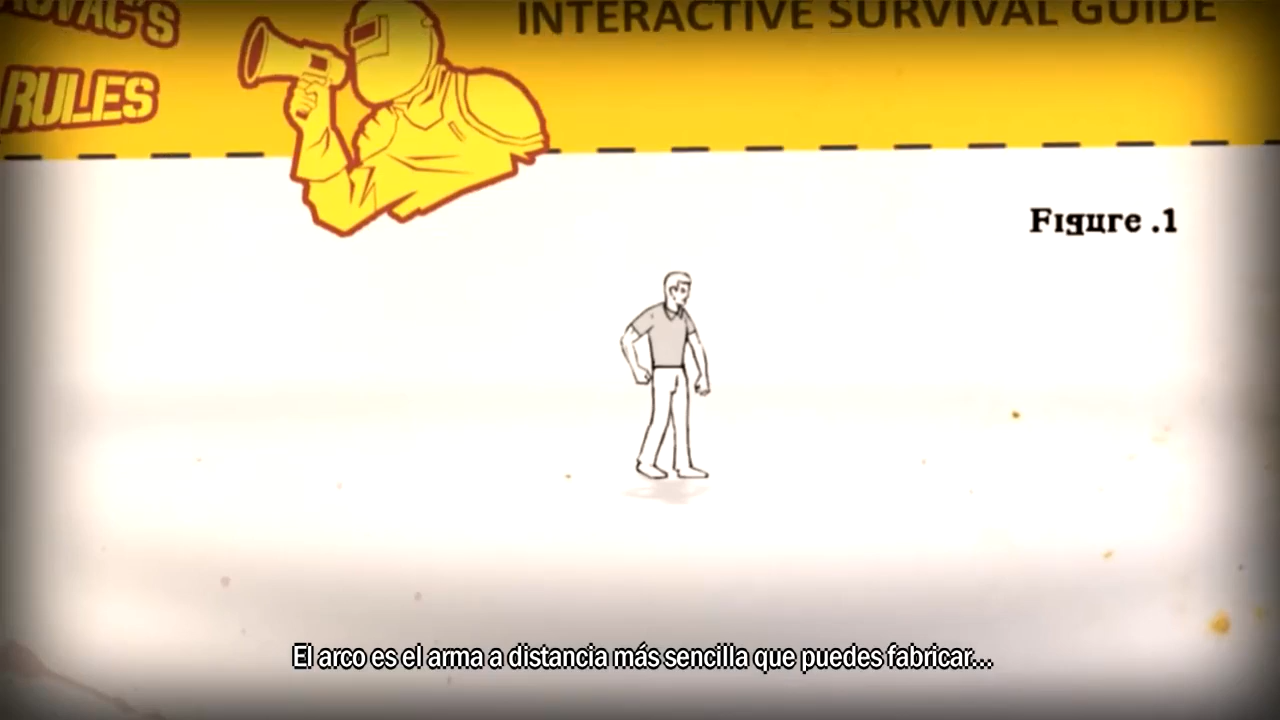 INTERACTIVE SURVIVAL GUIDE
RULES
Figure .1
El arco es el arma a distancia más sencilla que puedes fabricar...